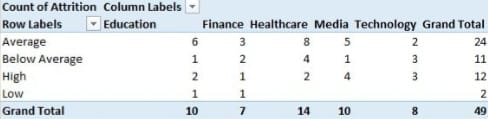 Count of Attrition Column Labels
Row Labels Education Finance Healthcare Media Technology Grand Total
Average 6 3 8 5 2 24
Below Average 1 2 4 1 3 11
High 2 1 2 4 3 12
Low 1 1 2
Grand Total 10 7 14 10 8 49